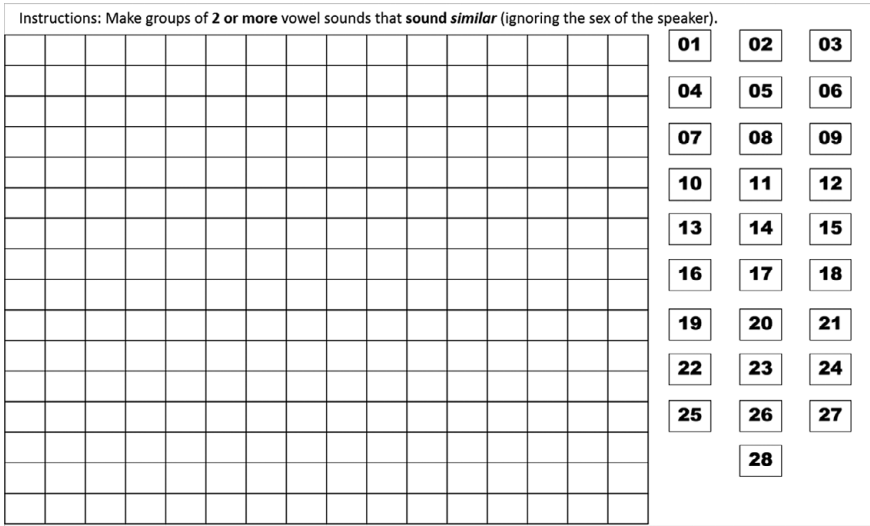 Instructions: Make groups of 2 or more vowel sounds that sound similar (ignoring the sex of the speaker).
01 02 03
04 05 06
07 08 09
10 11 12
13 14 15
16 17 18
19 20 21
22 23 24
25 26 27
28